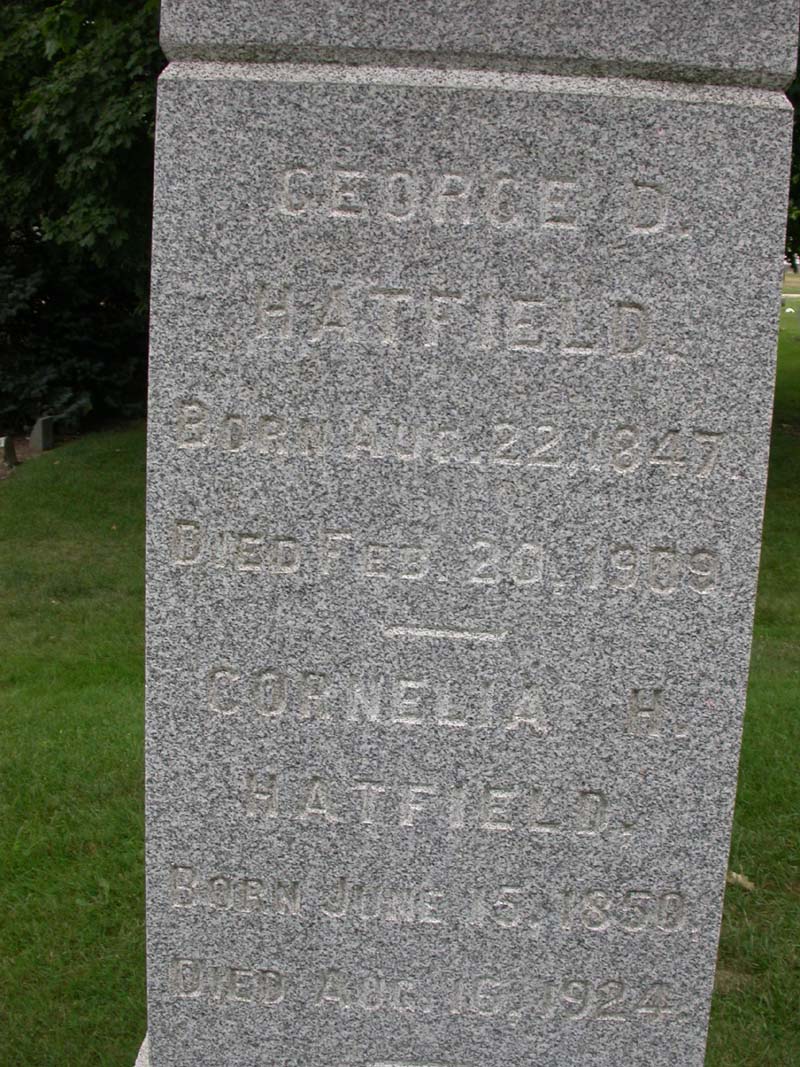 GEORGE D.
HATFIELD.
BORN AUG. 22, 1847.
DIED FEB. 20, 1909.
CORNELIA H.
HATFIELD,
BORN JUNE 15, 1850,
DIED AUG. 16, 1924.